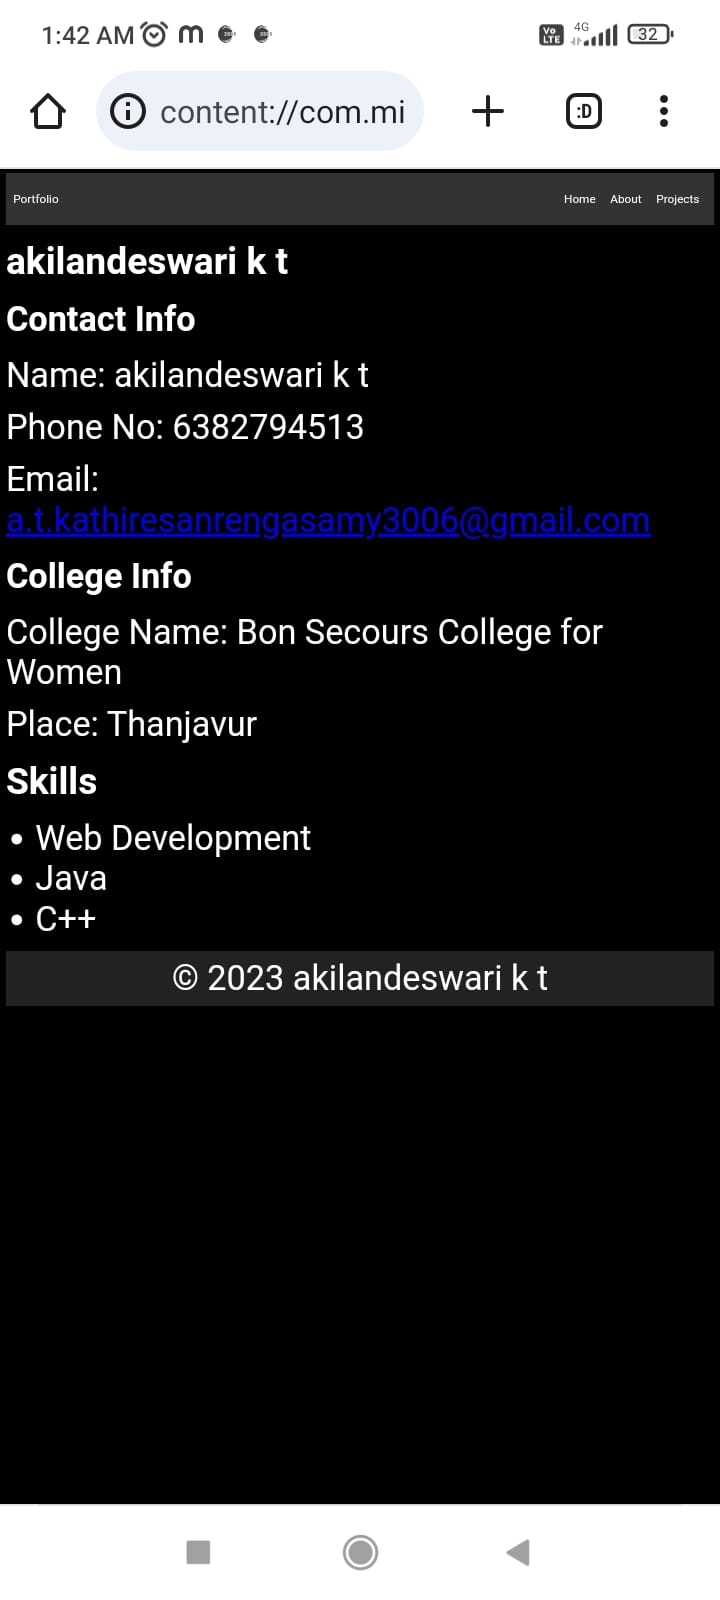 1:42 AM
Vo LTE 4G 32
content://com.mi
:D
Portfolio Home About Projects
akilandeswari k t
Contact Info
Name: akilandeswari k t
Phone No: 6382794513
Email:
a.t.kathiresanrengasamy3006@gmail.com
College Info
College Name: Bon Secours College for
Women
Place: Thanjavur
Skills
• Web Development
• Java
• C++
© 2023 akilandeswari k t